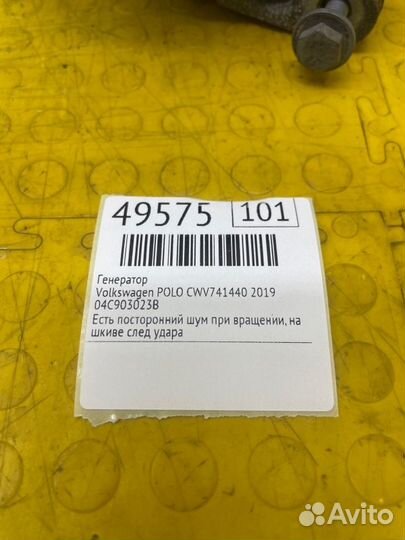 49575 101
Генератор
Volkswagen POLO CWV741440 2019
04C903023B
Есть посторонний шум при вращении, на
шкиве след удара
Avito